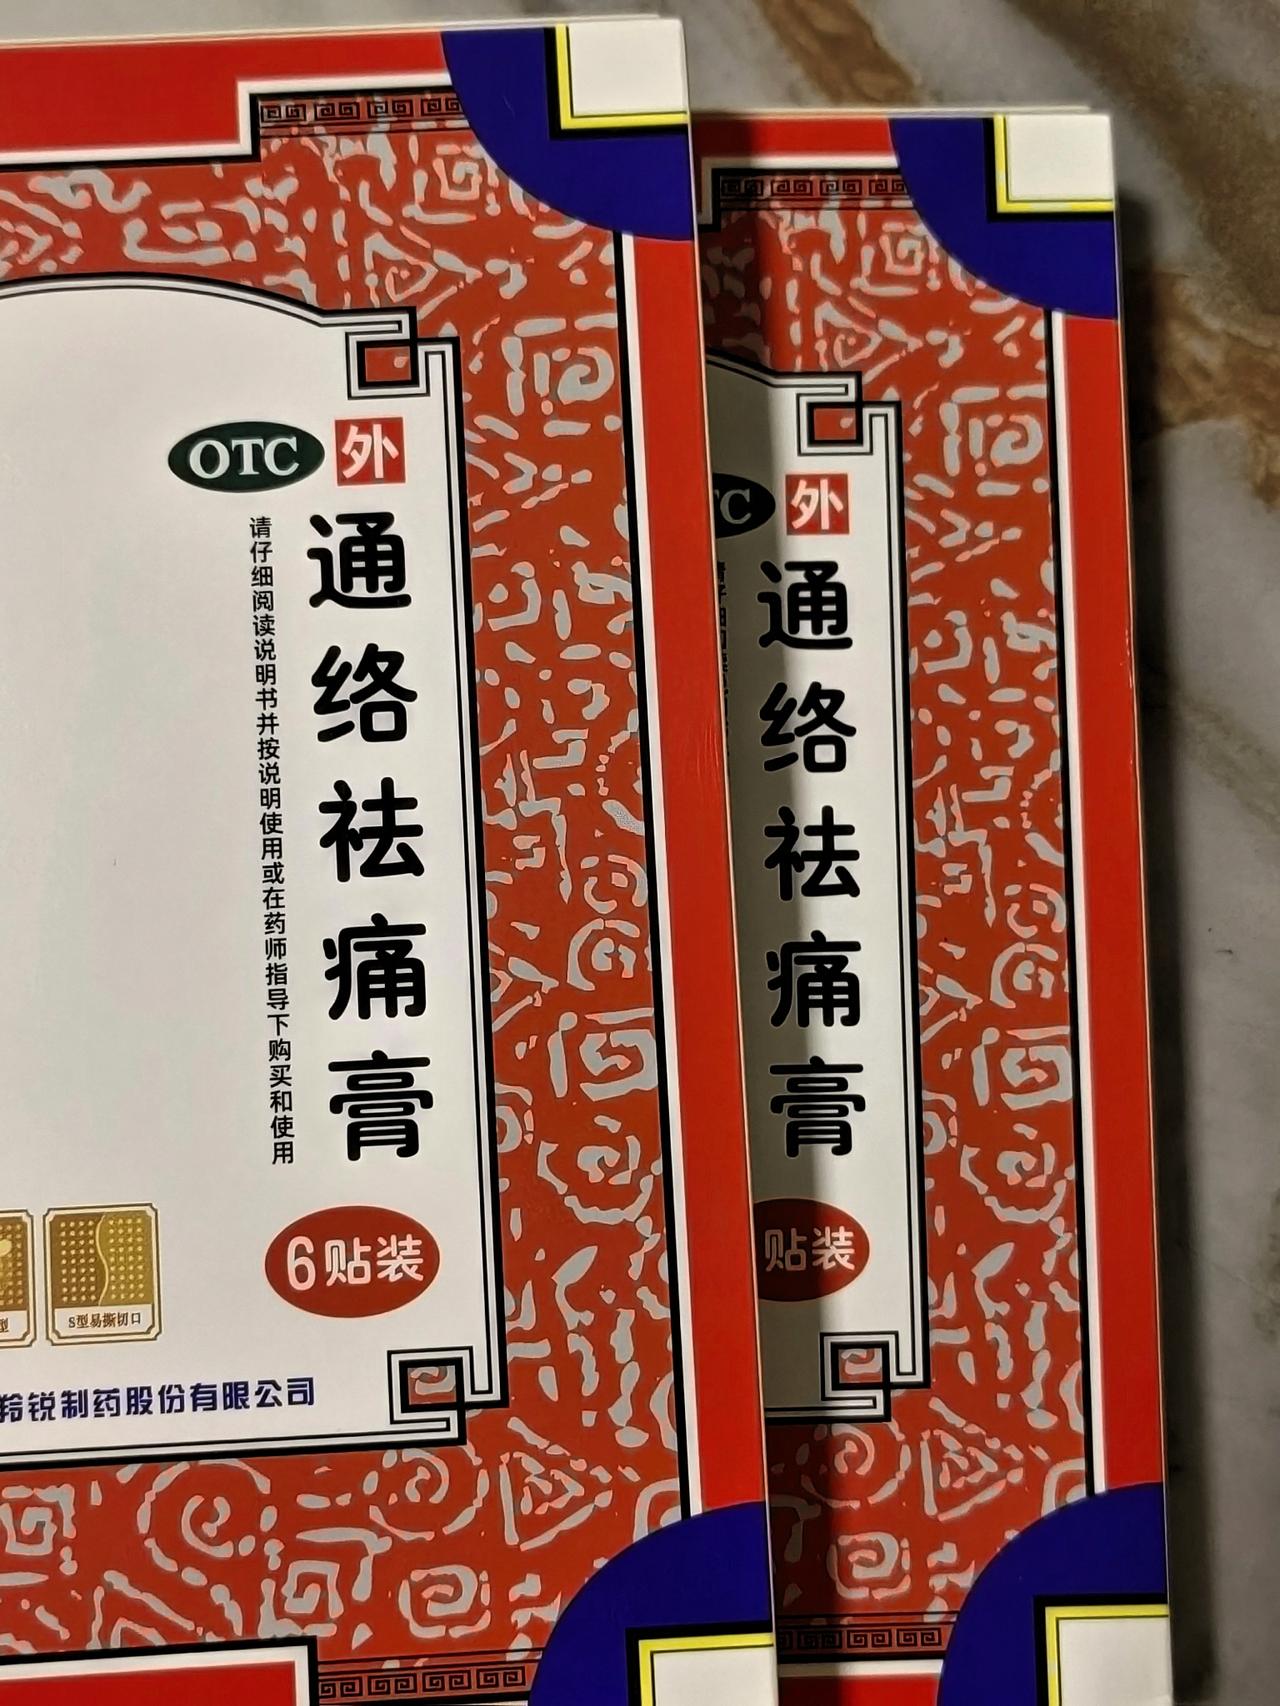 OTC 外
通络祛痛膏
请仔细阅读说明书并按说明使用或在药师指导下购买和使用
6贴装
型
S型易撕切口
羚锐制药股份有限公司
TC 外
通络祛痛膏
贴装